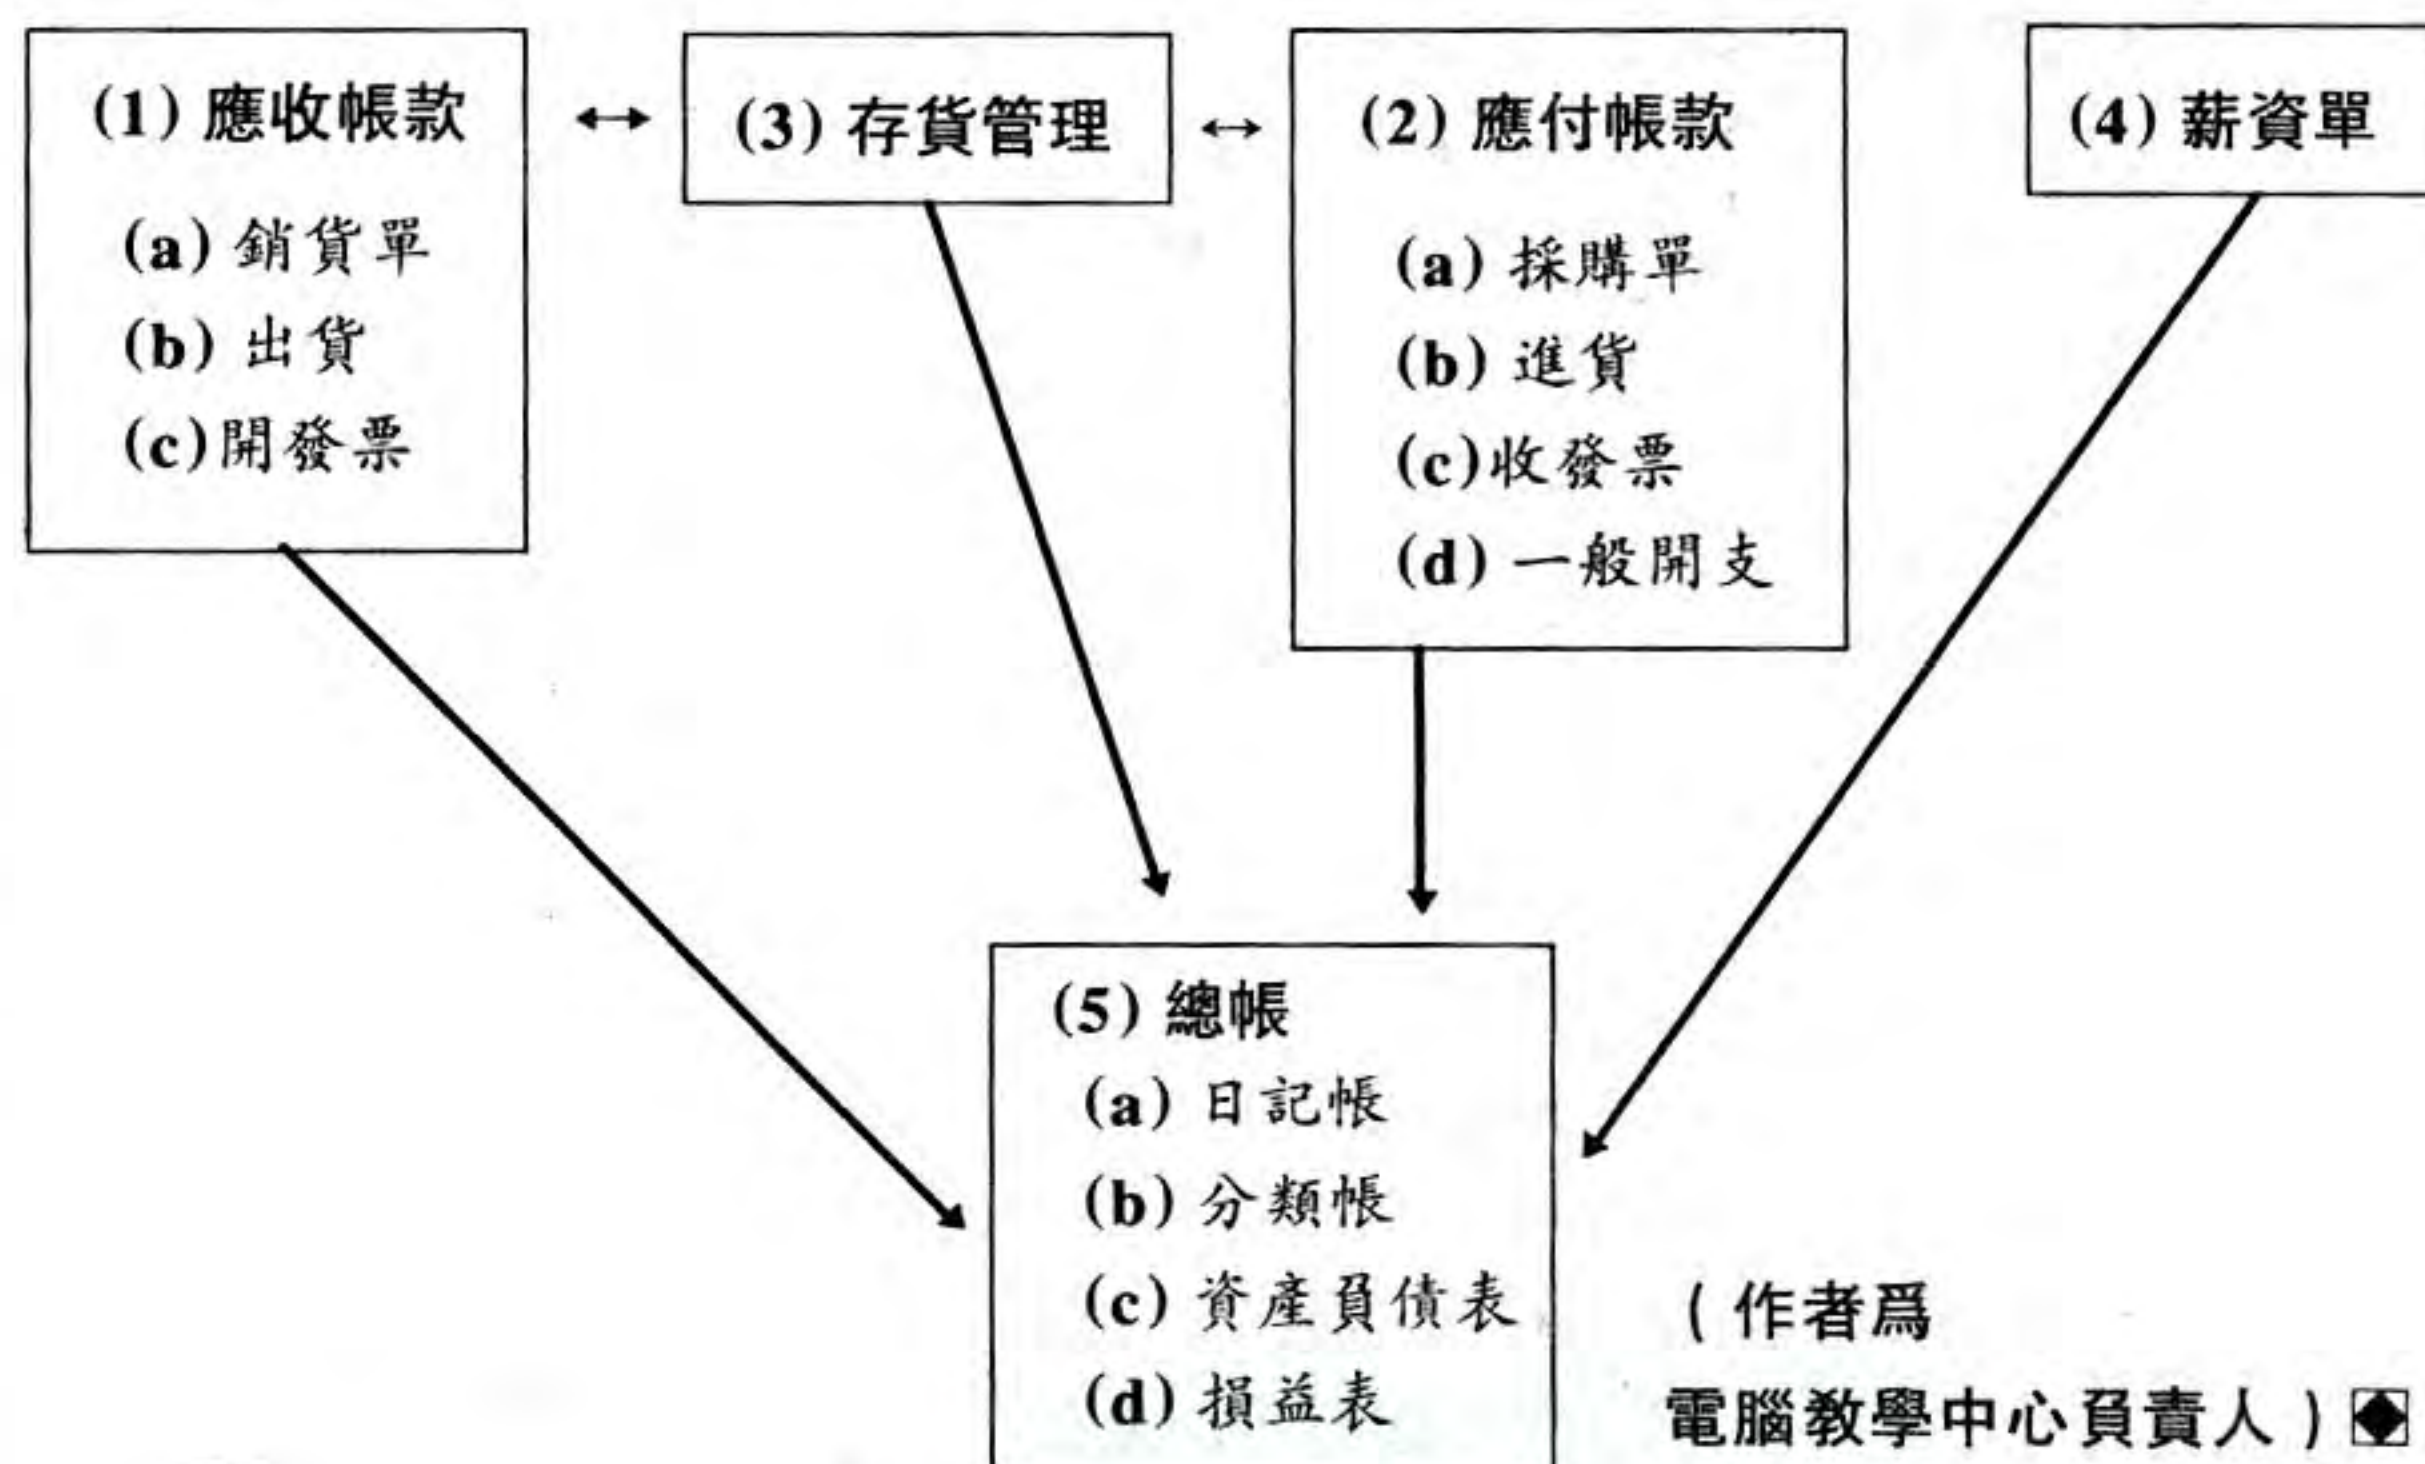 (1) 應收帳款
(a) 銷貨單
(b) 出貨
(c)開發票
(3) 存貨管理
(2) 應付帳款
(a) 採購單
(b) 進貨
(c)收發票
(d) 一般開支
(4) 薪資單
(5) 總帳
(a) 日記帳
(b) 分類帳
(c) 資產負債表
(d) 損益表
(作者爲
電腦教學中心負責人)